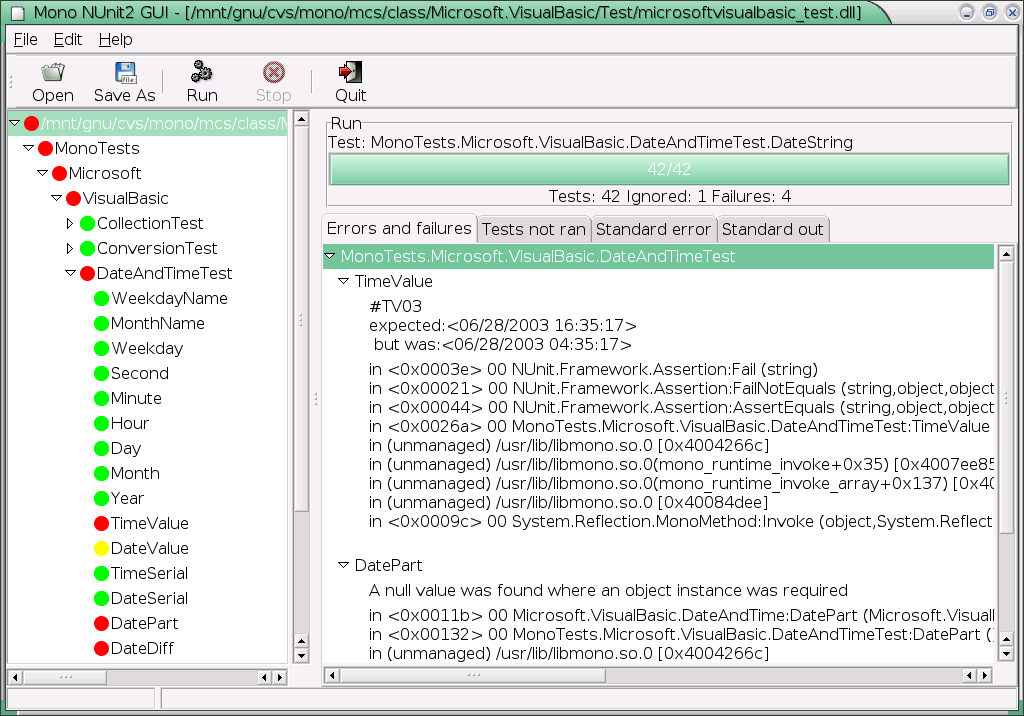 Mono NUnit2 GUI - [/mnt/gnu/cvs/mono/mcs/class/Microsoft.VisualBasic/Test/microsoftvisualbasic_test.dll]
File Edit Help
Open Save As Run Stop Quit
/mnt/gnu/cvs/mono/mcs/class/M
MonoTests
Microsoft
VisualBasic
CollectionTest
ConversionTest
DateAndTimeTest
WeekdayName
MonthName
Weekday
Second
Minute
Hour
Day
Month
Year
TimeValue
DateValue
TimeSerial
DateSerial
DatePart
DateDiff
Run
Test: MonoTests.Microsoft.VisualBasic.DateAndTimeTest.DateString
42/42
Tests: 42 Ignored: 1 Failures: 4
Errors and failures Tests not ran Standard error Standard out
MonoTests.Microsoft.VisualBasic.DateAndTimeTest
TimeValue
#TV03
expected:<06/28/2003 16:35:17>
but was:<06/28/2003 04:35:17>
in <0x0003e> 00 NUnit.Framework.Assertion:Fail (string)
in <0x00021> 00 NUnit.Framework.Assertion:FailNotEquals (string,object,object
in <0x00044> 00 NUnit.Framework.Assertion:AssertEquals (string,object,object
in <0x0026a> 00 MonoTests.Microsoft.VisualBasic.DateAndTimeTest:TimeValue
in (unmanaged) /usr/lib/libmono.so.0 [0x4004266c]
in (unmanaged) /usr/lib/libmono.so.0(mono_runtime_invoke+0x35) [0x4007ee85
in (unmanaged) /usr/lib/libmono.so.0(mono_runtime_invoke_array+0x137) [0x40
in (unmanaged) /usr/lib/libmono.so.0 [0x40084dee]
in <0x0009c> 00 System.Reflection.MonoMethod:Invoke (object,System.Reflect
DatePart
A null value was found where an object instance was required
in <0x0011b> 00 Microsoft.VisualBasic.DateAndTime:DatePart (Microsoft.Visuall
in <0x00132> 00 MonoTests.Microsoft.VisualBasic.DateAndTimeTest:DatePart (
in (unmanaged) /usr/lib/libmono.so.0 [0x4004266c]